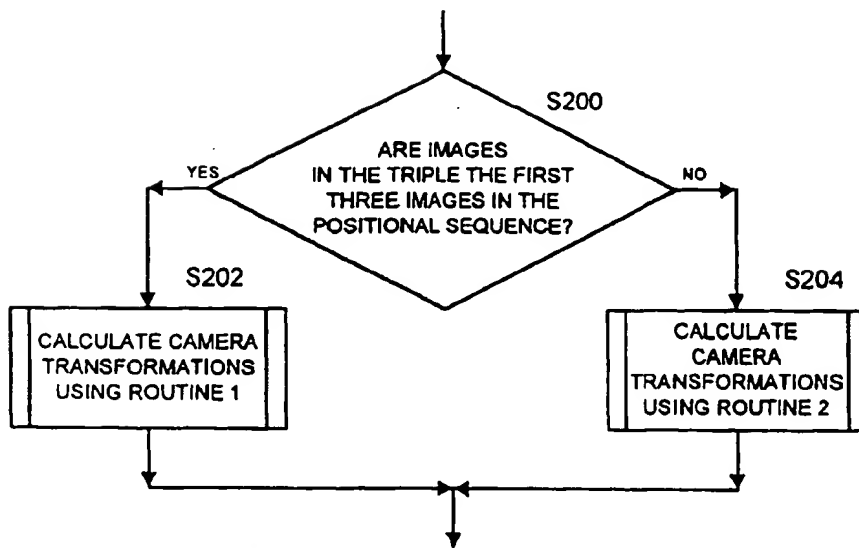 S200
ARE IMAGES
IN THE TRIPLE THE FIRST
THREE IMAGES IN THE
POSITIONAL SEQUENCE?
YES
NO
S202
CALCULATE CAMERA
TRANSFORMATIONS
USING ROUTINE 1
S204
CALCULATE
CAMERA
TRANSFORMATIONS
USING ROUTINE 2